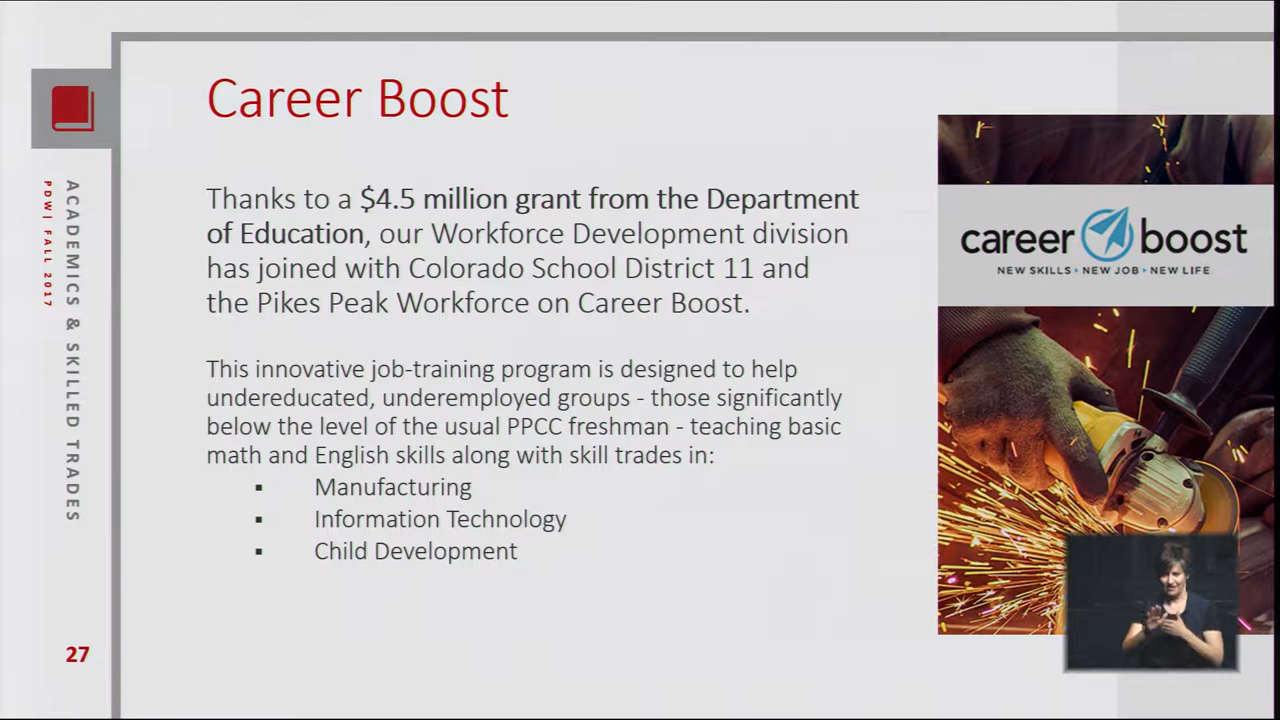 Career Boost
ACADEMICS & SKILLED TRADES
PDW| FALL 2017
Thanks to a $4.5 million grant from the Department
of Education, our Workforce Development division
has joined with Colorado School District 11 and
the Pikes Peak Workforce on Career Boost.
This innovative job-training program is designed to help
undereducated, underemployed groups - those significantly
below the level of the usual PPCC freshman - teaching basic
math and English skills along with skill trades in:
▪ Manufacturing
▪ Information Technology
▪ Child Development
career boost
NEW SKILLS • NEW JOB • NEW LIFE
27